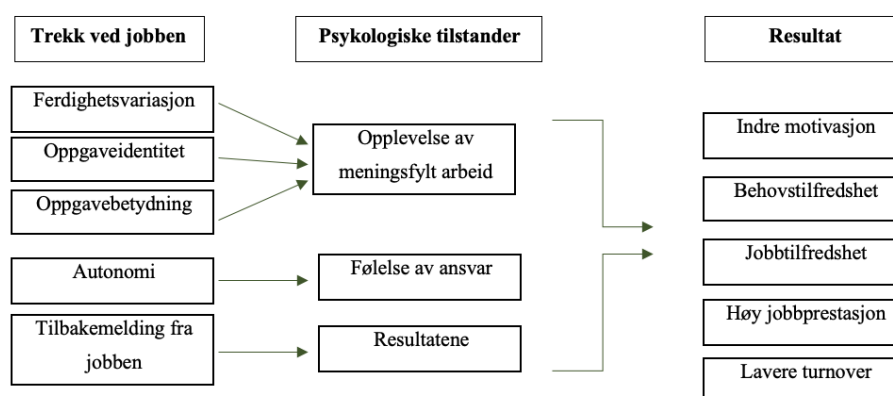 Trekk ved jobben
Psykologiske tilstander
Resultat
Ferdighetsvariasjon
Oppgaveidentitet
Oppgavebetydning
Autonomi
Tilbakemelding fra
jobben
Opplevelse av
meningsfylt arbeid
Følelse av ansvar
Resultatene
Indre motivasjon
Behovstilfredshet
Jobbtilfredshet
Høy jobbprestasjon
Lavere turnover